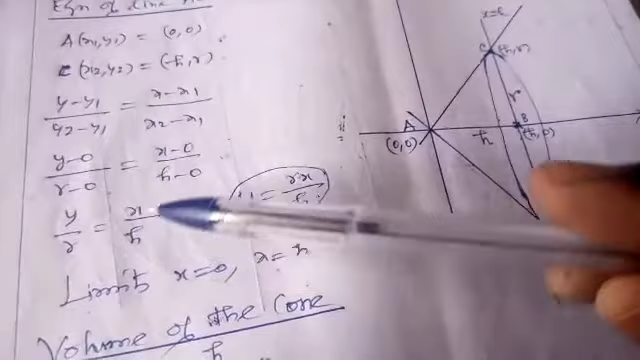 Eqn of line
A(x1,y1) = (0,0)
C(x2,y2) = (h,r)
y-y1/y2-y1 = x-x1/x2-x1
y-0/r-0 = x-0/h-0
y/r = x/h
y = rx/h
Limit x=0, x=h
Volume of the Cone
h
x=h
C (h,r)
r
A
B
(0,0)
h
(h,0)